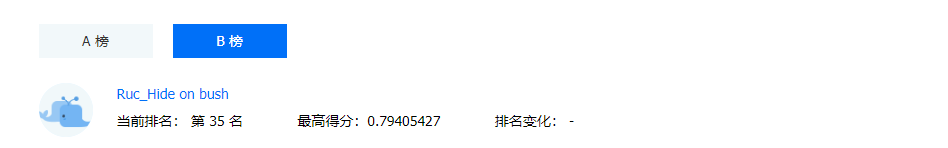 A 榜 B 榜
Ruc_Hide on bush
当前排名： 第 35 名 最高得分：0.79405427 排名变化： -